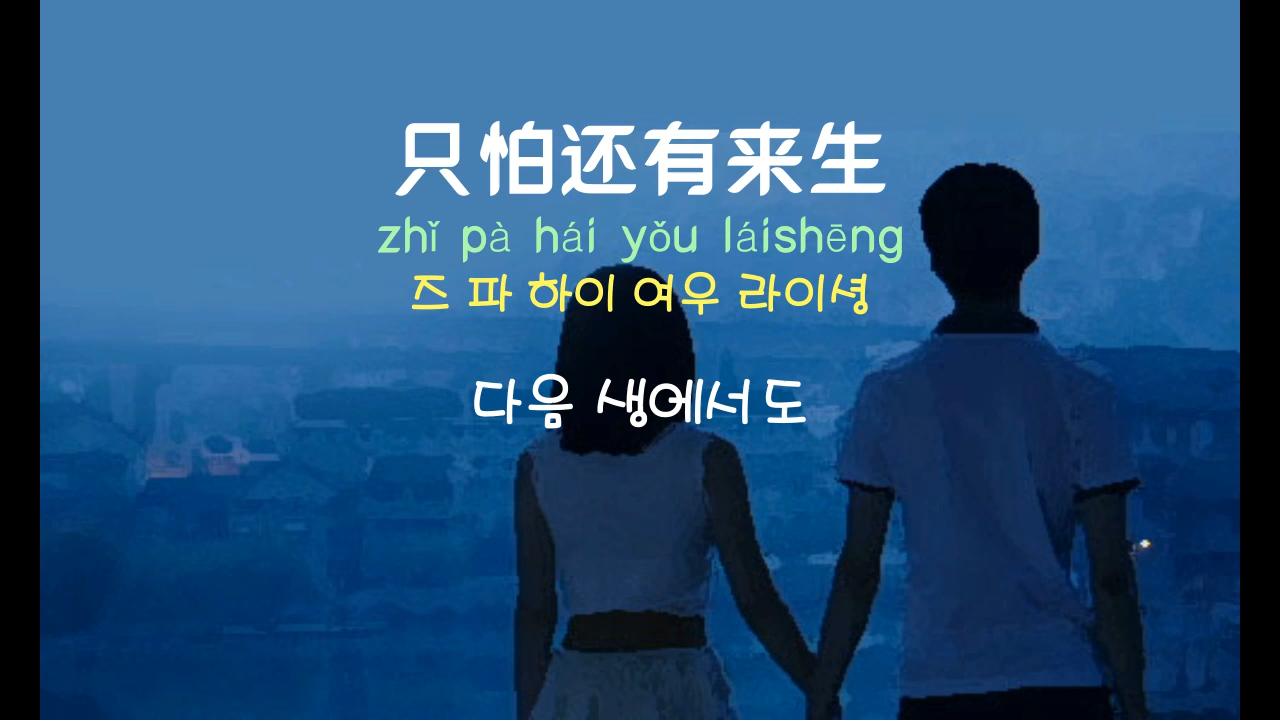 只怕还有来生
zhǐ pà hái yǒu láishēng
즈 파 하이 여우 라이셩
다음 생에서도